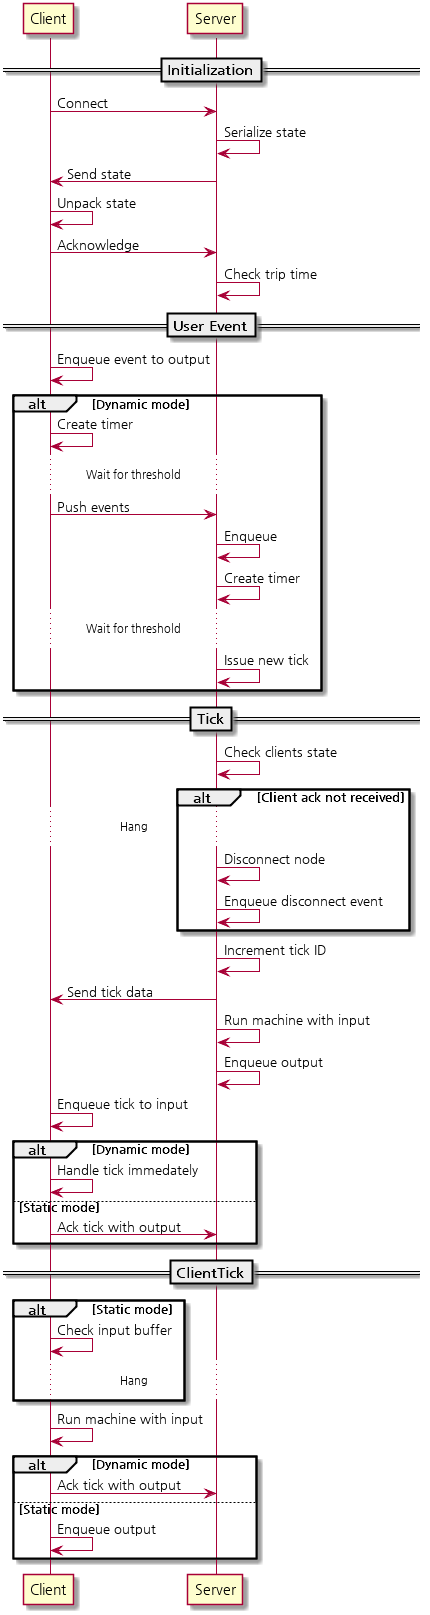 Client
Server
Initialization
Connect
Serialize state
Send state
Unpack state
Acknowledge
Check trip time
User Event
Enqueue event to output
alt
[Dynamic mode]
Create timer
Wait for threshold
Push events
Enqueue
Create timer
Wait for threshold
Issue new tick
Tick
Check clients state
alt
[Client ack not received]
Hang
Disconnect node
Enqueue disconnect event
Increment tick ID
Send tick data
Run machine with input
Enqueue output
Enqueue tick to input
alt
[Dynamic mode]
Handle tick immedately
[Static mode]
Ack tick with output
ClientTick
alt
[Static mode]
Check input buffer
Hang
Run machine with input
alt
[Dynamic mode]
Ack tick with output
[Static mode]
Enqueue output
Client
Server